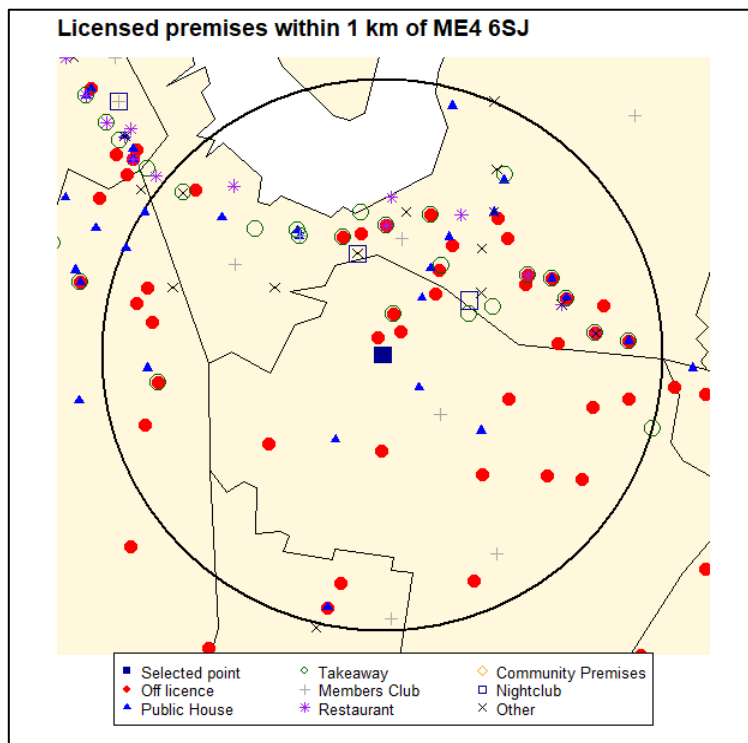 Licensed premises within 1 km of ME4 6SJ
Selected point Takeaway Community Premises
Off licence Members Club Nightclub
Public House Restaurant Other